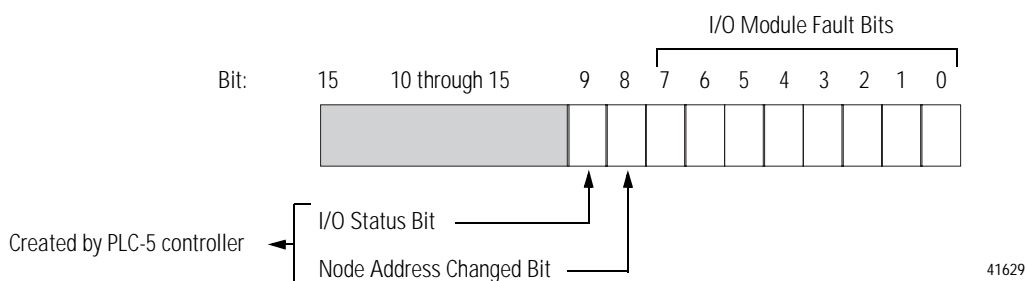 I/O Module Fault Bits
Bit: 15 10 through 15 9 8 7 6 5 4 3 2 1 0
I/O Status Bit
Created by PLC-5 controller
Node Address Changed Bit
41629